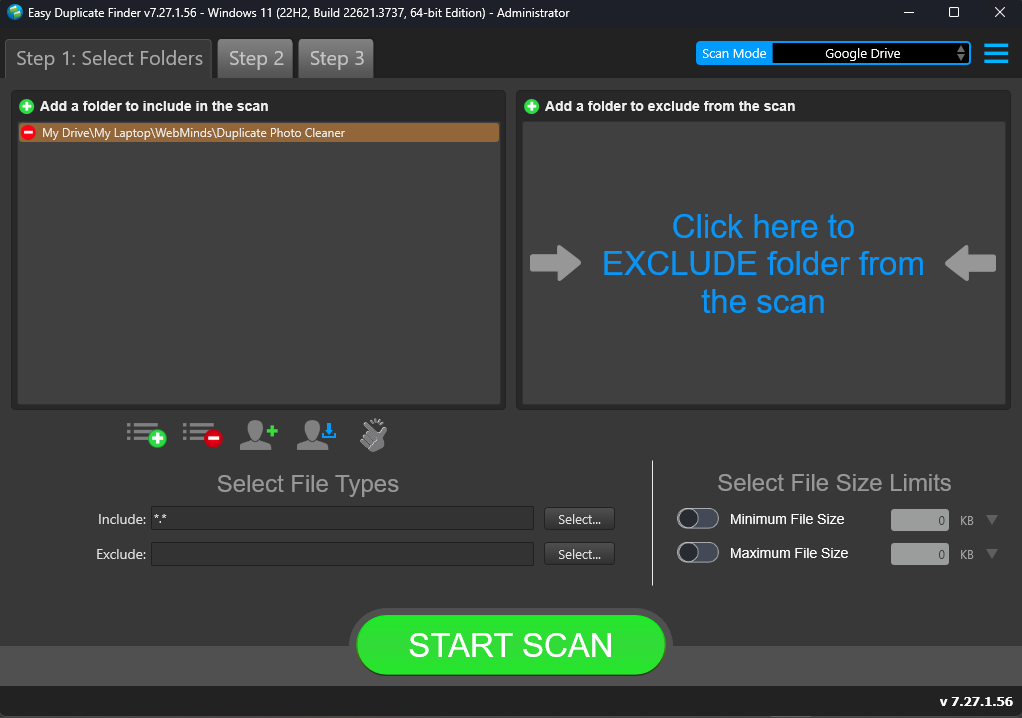 Easy Duplicate Finder v7.27.1.56 - Windows 11 (22H2, Build 22621.3737, 64-bit Edition) - Administrator
Step 1: Select Folders
Step 2
Step 3
Scan Mode
Google Drive
Add a folder to include in the scan
My Drive\My Laptop\WebMinds\Duplicate Photo Cleaner
Add a folder to exclude from the scan
Click here to
EXCLUDE folder from
the scan
Select File Types
Include: *.*
Select...
Exclude:
Select...
Select File Size Limits
Minimum File Size
0
KB
Maximum File Size
0
KB
START SCAN
v 7.27.1.56